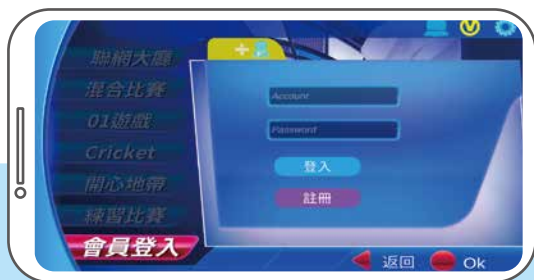 聯網大廳
混合比賽
01遊戲
Cricket
開心地帶
練習比賽
會員登入
Account
Password
登入
註冊
返回 Ok